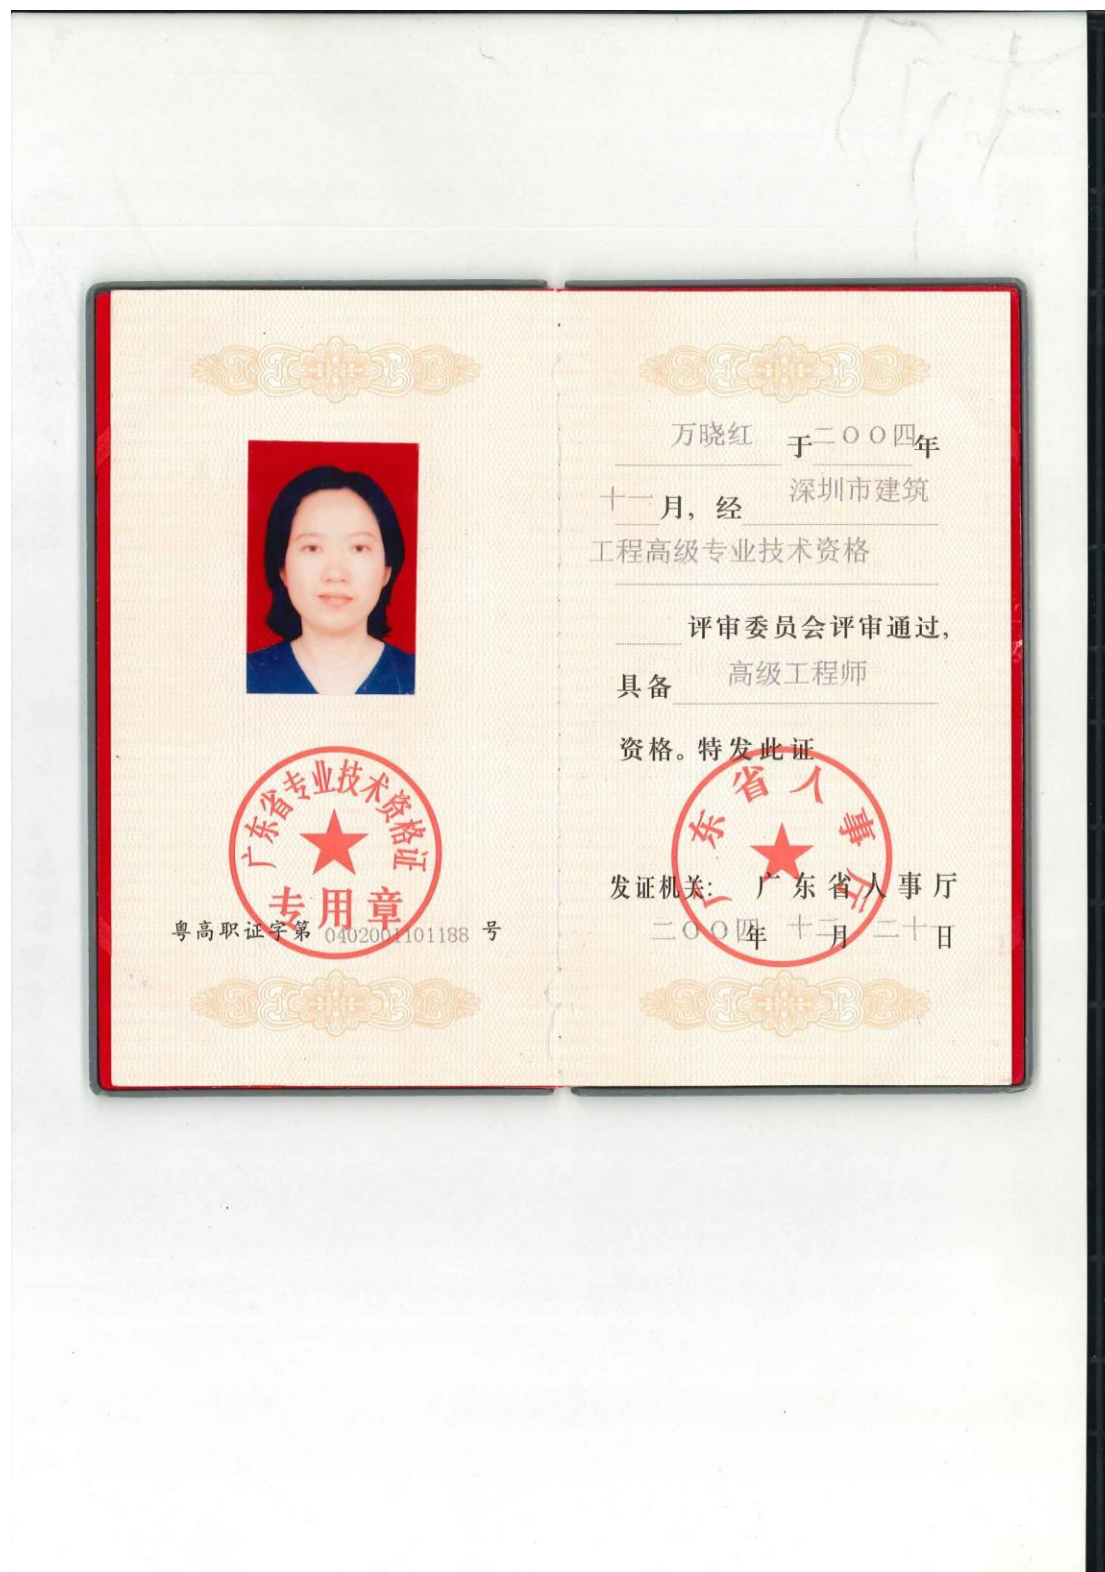 广东省专业技术资格证
专用章
粤高职证字第 0402001101188 号
万晓红 于二〇〇四年
十一月，经深圳市建筑
工程高级专业技术资格
评审委员会评审通过，
具备 高级工程师
资格。特发此证
广东省人事厅
发证机关： 广东省人事厅
二〇〇四年 十二月 二十一日